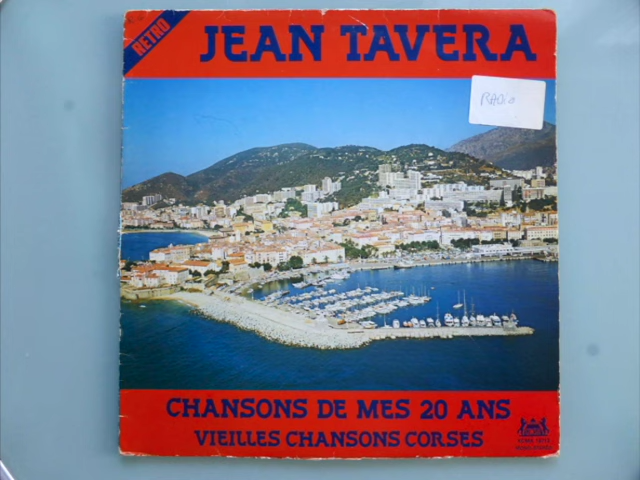 RETRO
JEAN TAVERA
RADIO
CHANSONS DE MES 20 ANS
VIEILLES CHANSONS CORSES